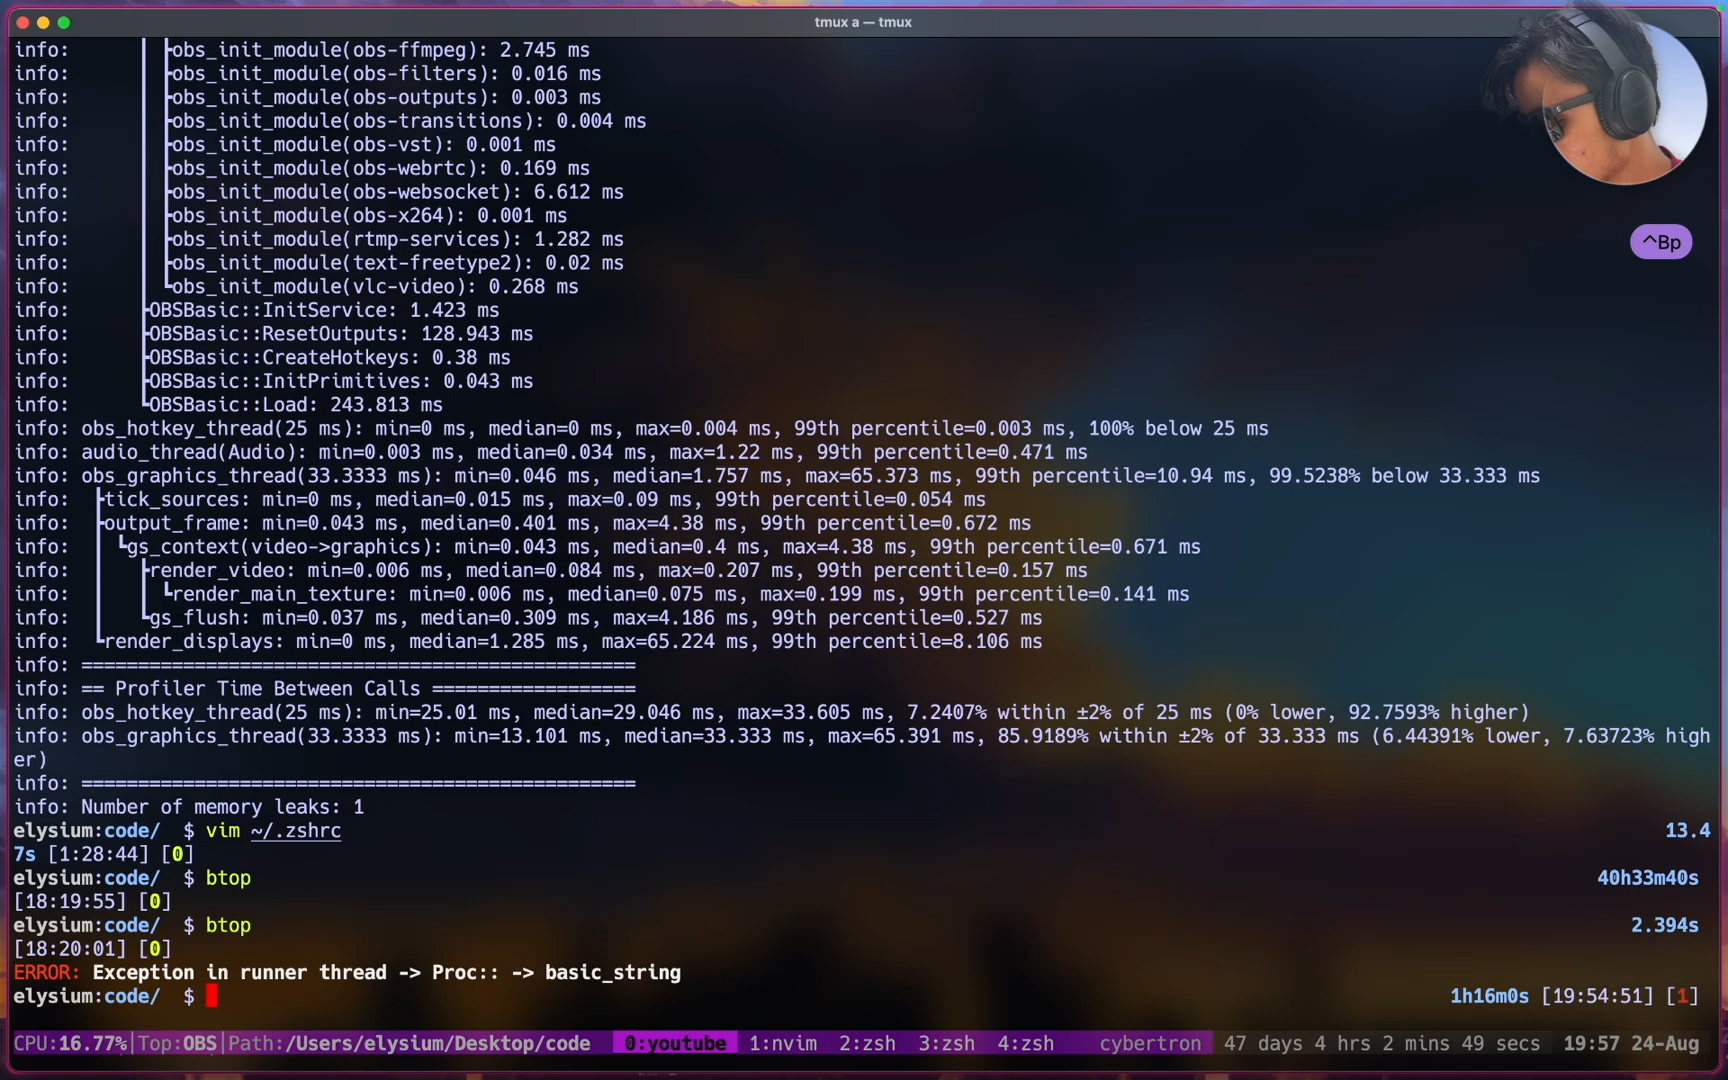 tmux a — tmux
info: ┣obs_init_module(obs-ffmpeg): 2.745 ms
info: ┣obs_init_module(obs-filters): 0.016 ms
info: ┣obs_init_module(obs-outputs): 0.003 ms
info: ┣obs_init_module(obs-transitions): 0.004 ms
info: ┣obs_init_module(obs-vst): 0.001 ms
info: ┣obs_init_module(obs-webrtc): 0.169 ms
info: ┣obs_init_module(obs-websocket): 6.612 ms
info: ┣obs_init_module(obs-x264): 0.001 ms
info: ┣obs_init_module(rtmp-services): 1.282 ms
^Bp
info: ┣obs_init_module(text-freetype2): 0.02 ms
info: ┗obs_init_module(vlc-video): 0.268 ms
info: ┣OBSBasic::InitService: 1.423 ms
info: ┣OBSBasic::ResetOutputs: 128.943 ms
info: ┣OBSBasic::CreateHotkeys: 0.38 ms
info: ┣OBSBasic::InitPrimitives: 0.043 ms
info: ┗OBSBasic::Load: 243.813 ms
info: obs_hotkey_thread(25 ms): min=0 ms, median=0 ms, max=0.004 ms, 99th percentile=0.003 ms, 100% below 25 ms
info: audio_thread(Audio): min=0.003 ms, median=0.034 ms, max=1.22 ms, 99th percentile=0.471 ms
info: obs_graphics_thread(33.3333 ms): min=0.046 ms, median=1.757 ms, max=65.373 ms, 99th percentile=10.94 ms, 99.5238% below 33.333 ms
info: ┣tick_sources: min=0 ms, median=0.015 ms, max=0.09 ms, 99th percentile=0.054 ms
info: ┣output_frame: min=0.043 ms, median=0.401 ms, max=4.38 ms, 99th percentile=0.672 ms
info: ┃ ┗gs_context(video->graphics): min=0.043 ms, median=0.4 ms, max=4.38 ms, 99th percentile=0.671 ms
info: ┃ ┣render_video: min=0.006 ms, median=0.084 ms, max=0.207 ms, 99th percentile=0.157 ms
info: ┃ ┃ ┗render_main_texture: min=0.006 ms, median=0.075 ms, max=0.199 ms, 99th percentile=0.141 ms
info: ┃ ┗gs_flush: min=0.037 ms, median=0.309 ms, max=4.186 ms, 99th percentile=0.527 ms
info: ┗render_displays: min=0 ms, median=1.285 ms, max=65.224 ms, 99th percentile=8.106 ms
info: =================================================
info: == Profiler Time Between Calls ==================
info: obs_hotkey_thread(25 ms): min=25.01 ms, median=29.046 ms, max=33.605 ms, 7.2407% within ±2% of 25 ms (0% lower, 92.7593% higher)
info: obs_graphics_thread(33.3333 ms): min=13.101 ms, median=33.333 ms, max=65.391 ms, 85.9189% within ±2% of 33.333 ms (6.44391% lower, 7.63723% high
er)
info: =================================================
info: Number of memory leaks: 1
elysium:code/ $ vim ~/.zshrc 13.4
7s [1:28:44] [0]
elysium:code/ $ btop 40h33m40s
[18:19:55] [0]
elysium:code/ $ btop 2.394s
[18:20:01] [0]
ERROR: Exception in runner thread -> Proc:: -> basic_string
elysium:code/ $ 1h16m0s [19:54:51] [1]
CPU:16.77%|Top:OBS|Path:/Users/elysium/Desktop/code 0:youtube 1:nvim 2:zsh 3:zsh 4:zsh cybertron 47 days 4 hrs 2 mins 49 secs 19:57 24-Aug